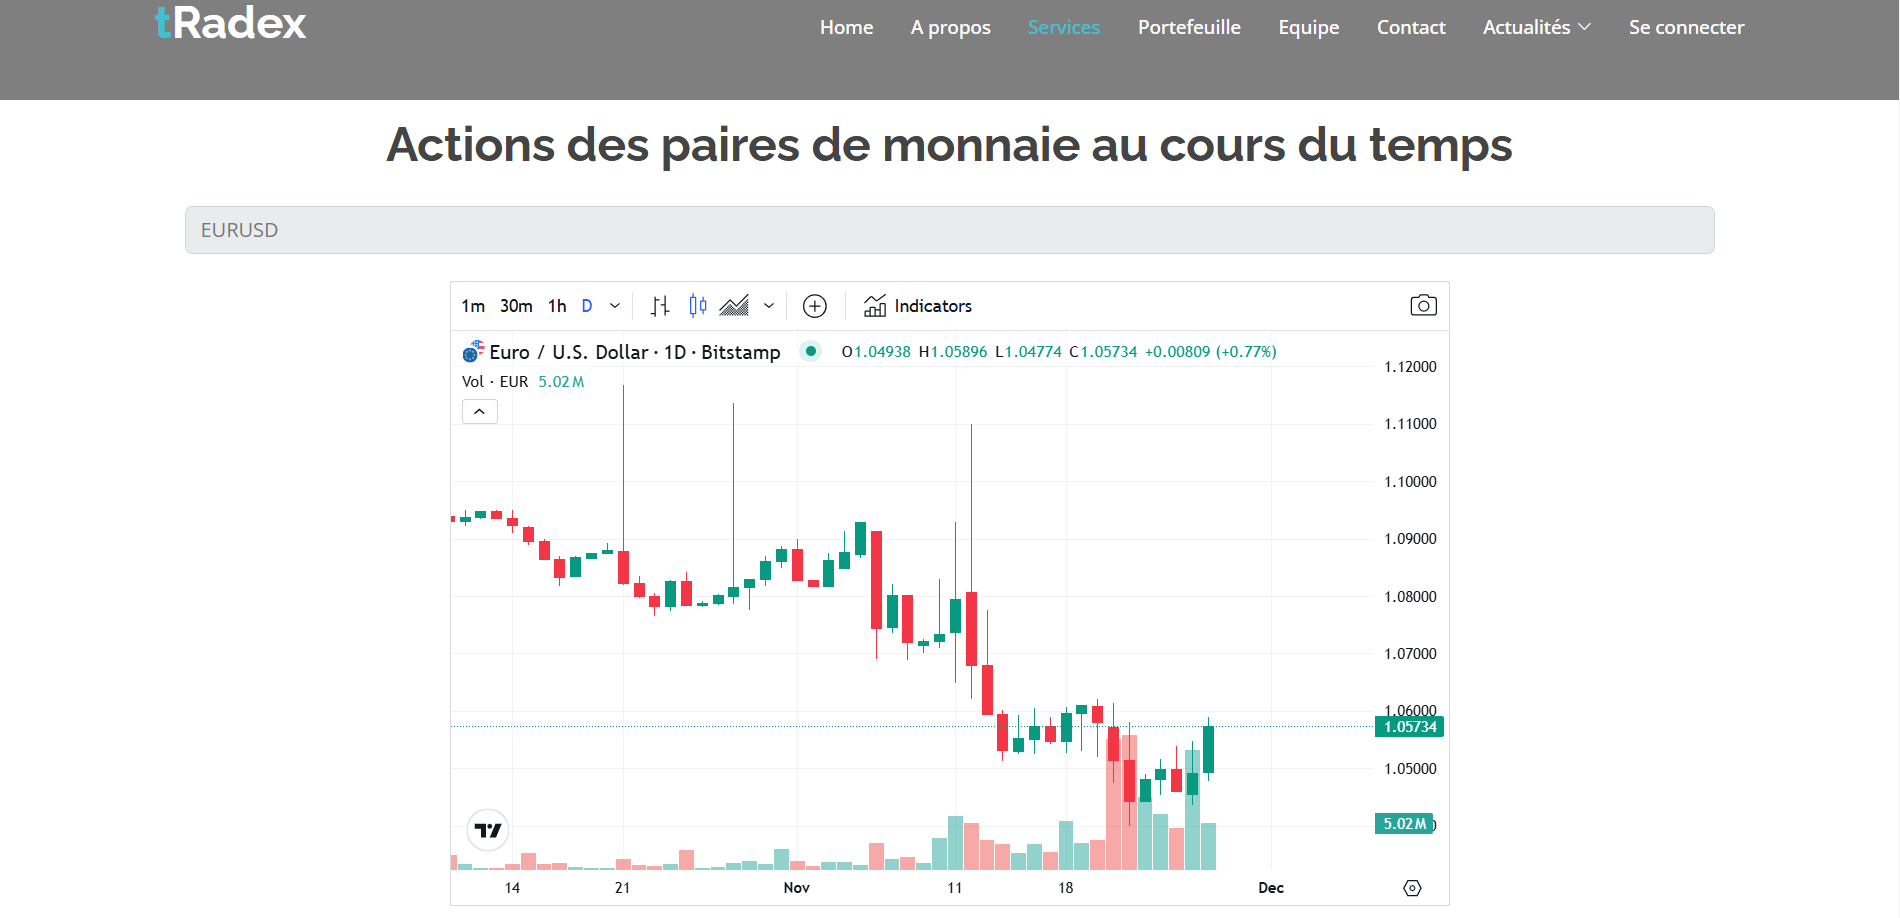 tRadex Home A propos Services Portefeuille Equipe Contact Actualités Se connecter
Actions des paires de monnaie au cours du temps
EURUSD
1m 30m 1h D Indicators
Euro / U.S. Dollar · 1D · Bitstamp O1.04938 H1.05896 L1.04774 C1.05734 +0.00809 (+0.77%)
Vol · EUR 5.02 M
1.12000
1.11000
1.10000
1.09000
1.08000
1.07000
1.06000
1.05734
1.05000
5.02 M
14 21 Nov 11 18 Dec